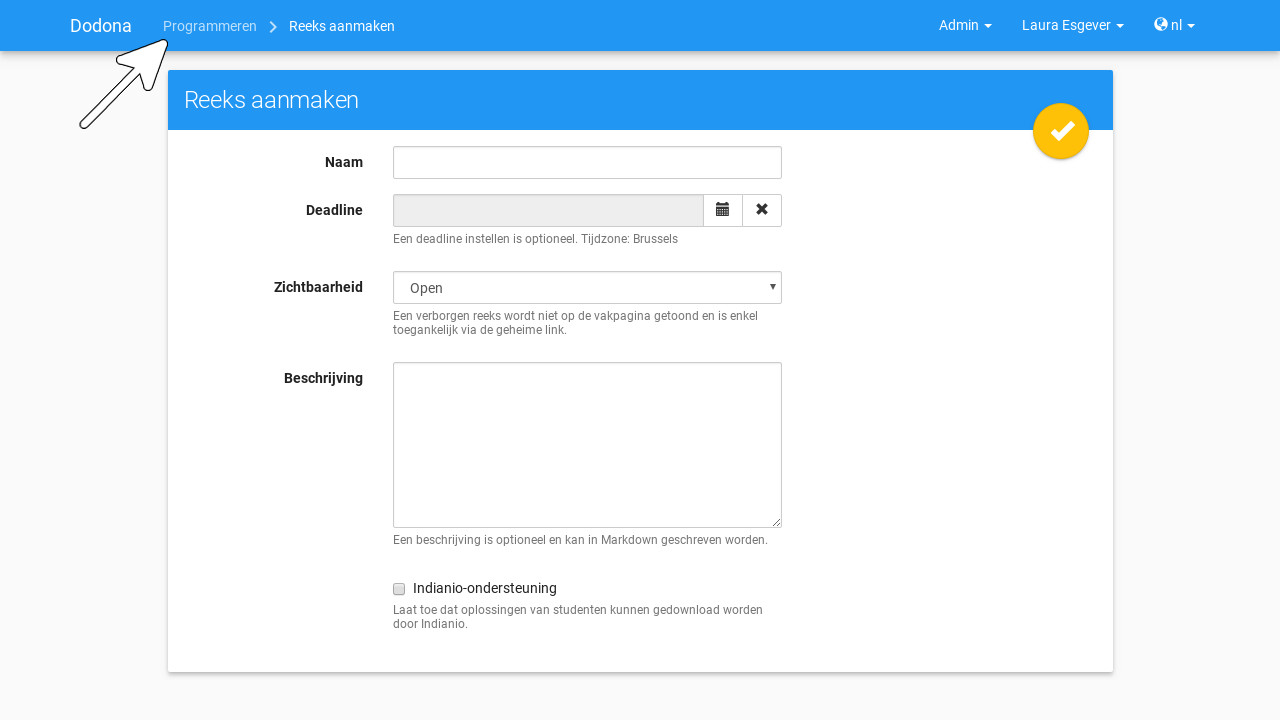 Dodona Programmeren Reeks aanmaken Admin Laura Esgever nl
Reeks aanmaken
Naam
Deadline
Een deadline instellen is optioneel. Tijdzone: Brussels
Zichtbaarheid Open
Een verborgen reeks wordt niet op de vakpagina getoond en is enkel
toegankelijk via de geheime link.
Beschrijving
Een beschrijving is optioneel en kan in Markdown geschreven worden.
Indianio-ondersteuning
Laat toe dat oplossingen van studenten kunnen gedownload worden
door Indianio.